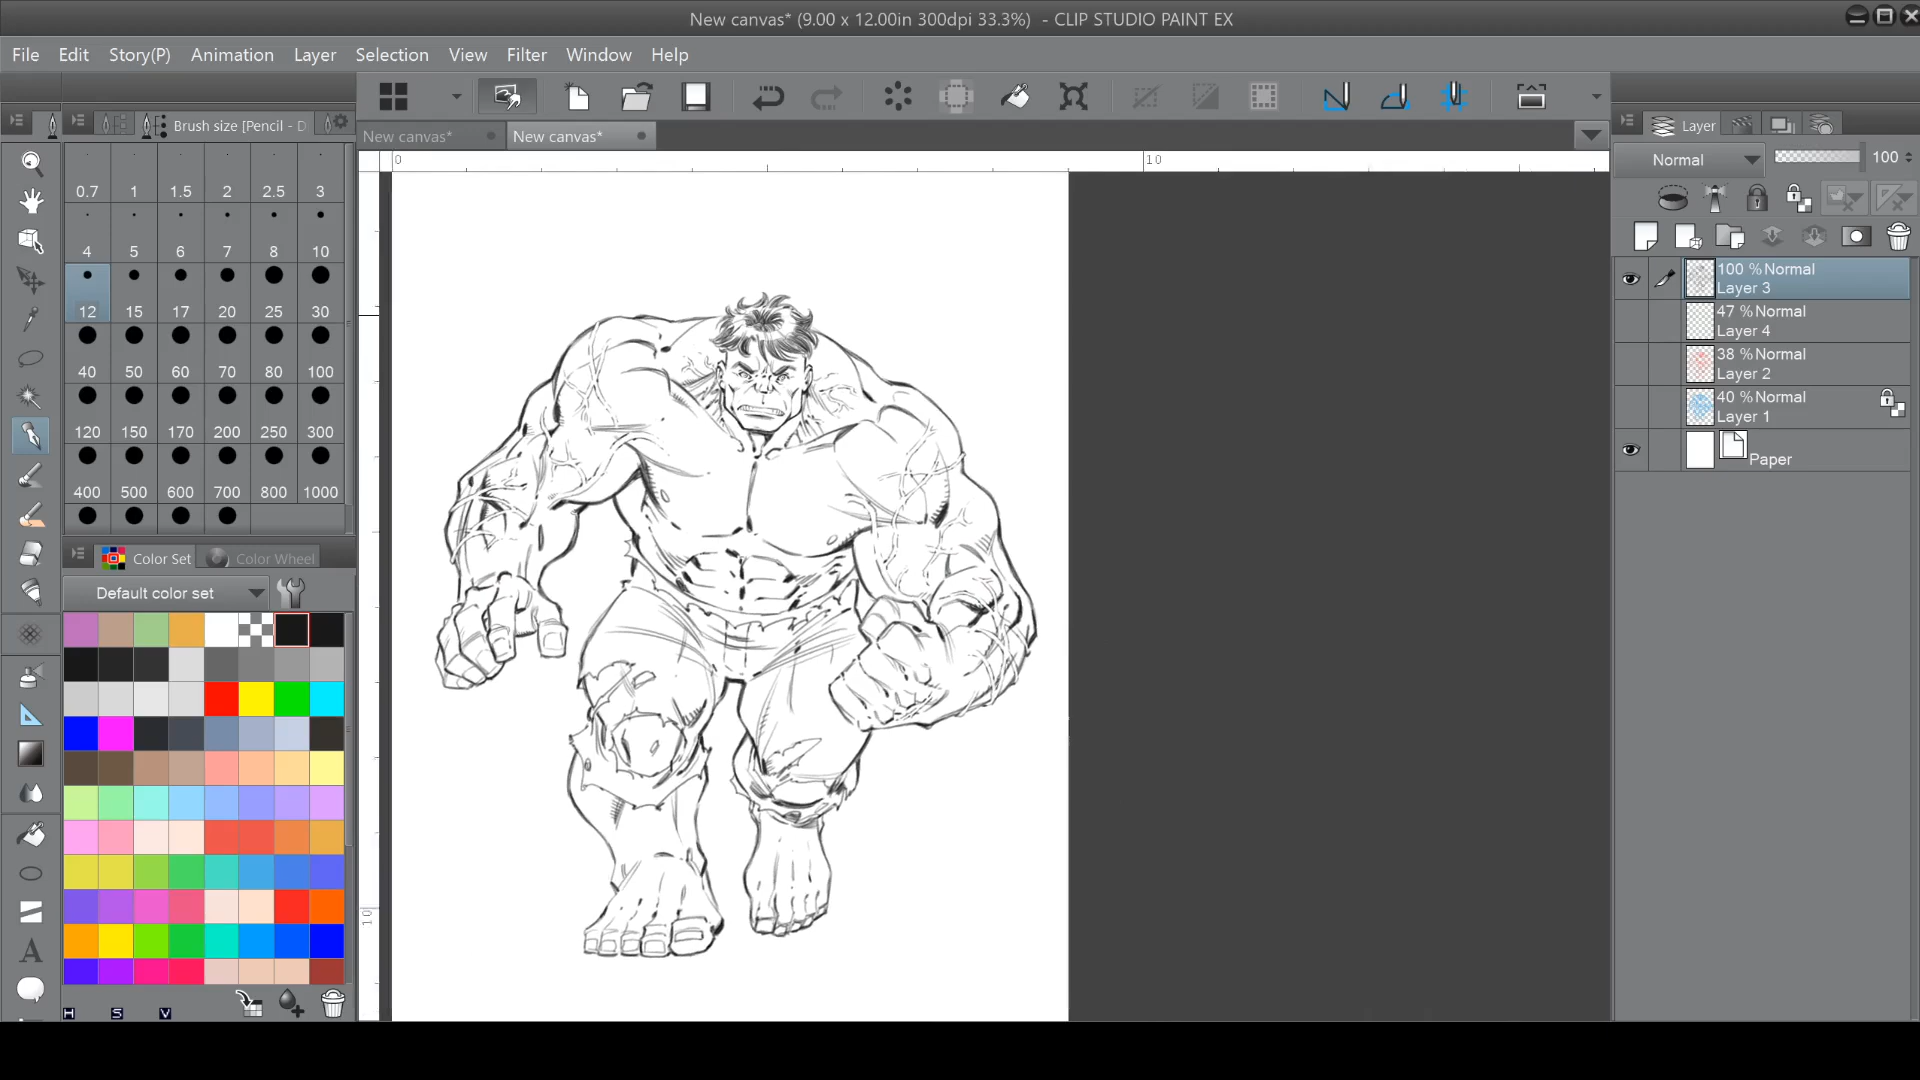 New canvas* (9.00 x 12.00in 300dpi 33.3%) - CLIP STUDIO PAINT EX
File Edit Story(P) Animation Layer Selection View Filter Window Help
Brush size [Pencil - D
New canvas* New canvas*
Layer
0 10
Normal 100
0.7 1 1.5 2 2.5 3
4 5 6 7 8 10
12 15 17 20 25 30
40 50 60 70 80 100
120 150 170 200 250 300
400 500 600 700 800 1000
100 %Normal
Layer 3
47 %Normal
Layer 4
38 %Normal
Layer 2
40 %Normal
Layer 1
Paper
Color Set Color Wheel
Default color set
10
A
H S V